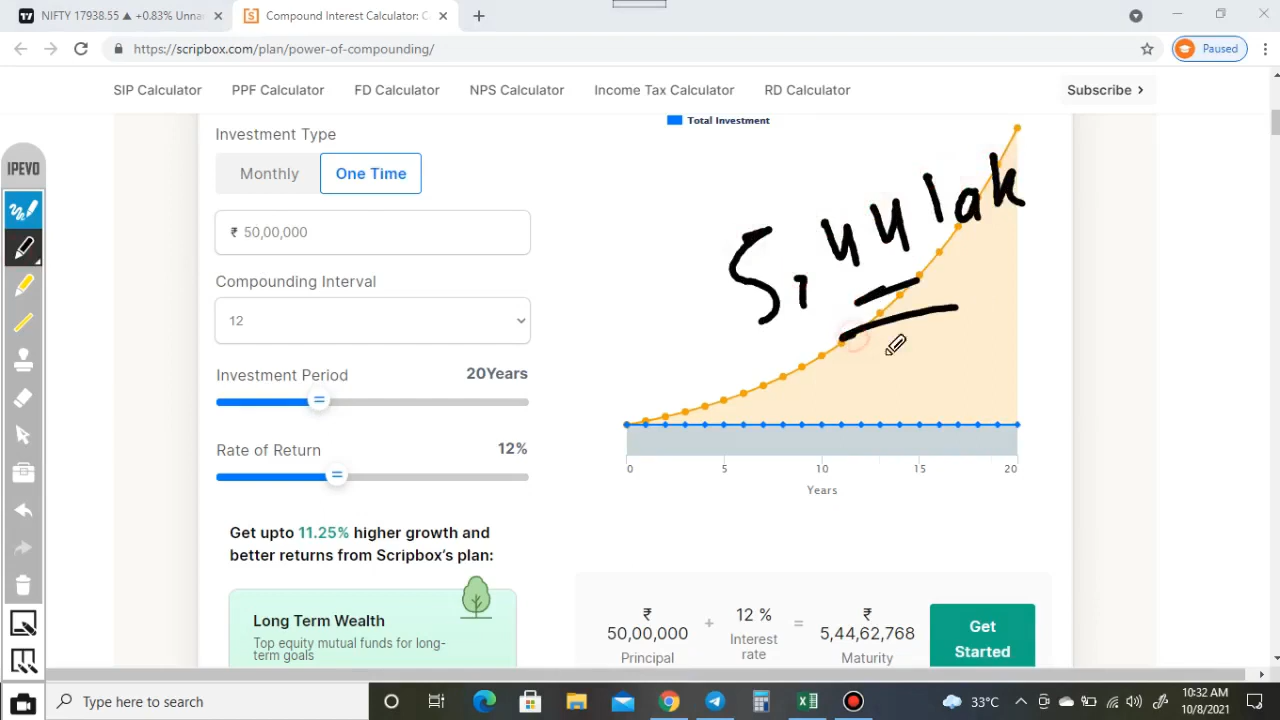 NIFTY 17938.55 ▲ +0.83% Unna
Compound Interest Calculator: C
https://scripbox.com/plan/power-of-compounding/
Paused
SIP Calculator PPF Calculator FD Calculator NPS Calculator Income Tax Calculator RD Calculator Subscribe >
Total Investment
Investment Type
Monthly One Time
₹ 50,00,000
Compounding Interval
12
Investment Period 20Years
Rate of Return 12%
IPEVO
5,44 lak
0 5 10 15 20
Years
Get upto 11.25% higher growth and
better returns from Scripbox's plan:
Long Term Wealth
Top equity mutual funds for long-
term goals
₹ 50,00,000 Principal
+
12 % Interest rate
=
₹ 5,44,62,768 Maturity
Get Started
Type here to search
33°C
10:32 AM
10/8/2021